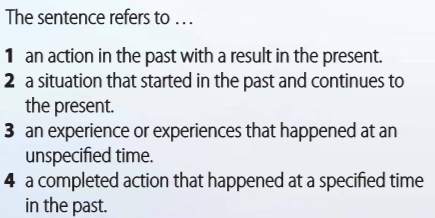 The sentence refers to …
1 an action in the past with a result in the present.
2 a situation that started in the past and continues to
the present.
3 an experience or experiences that happened at an
unspecified time.
4 a completed action that happened at a specified time
in the past.